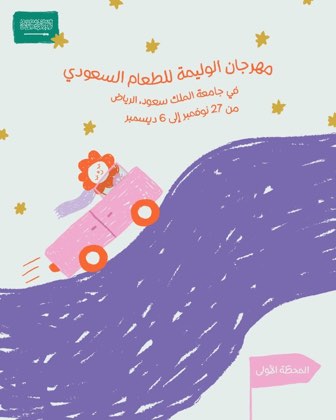 مهرجان الوليمة للطعام السعودي
في جامعة الملك سعود، الرياض
من 27 نوفمبر إلى 6 ديسمبر
المحطة الأولى